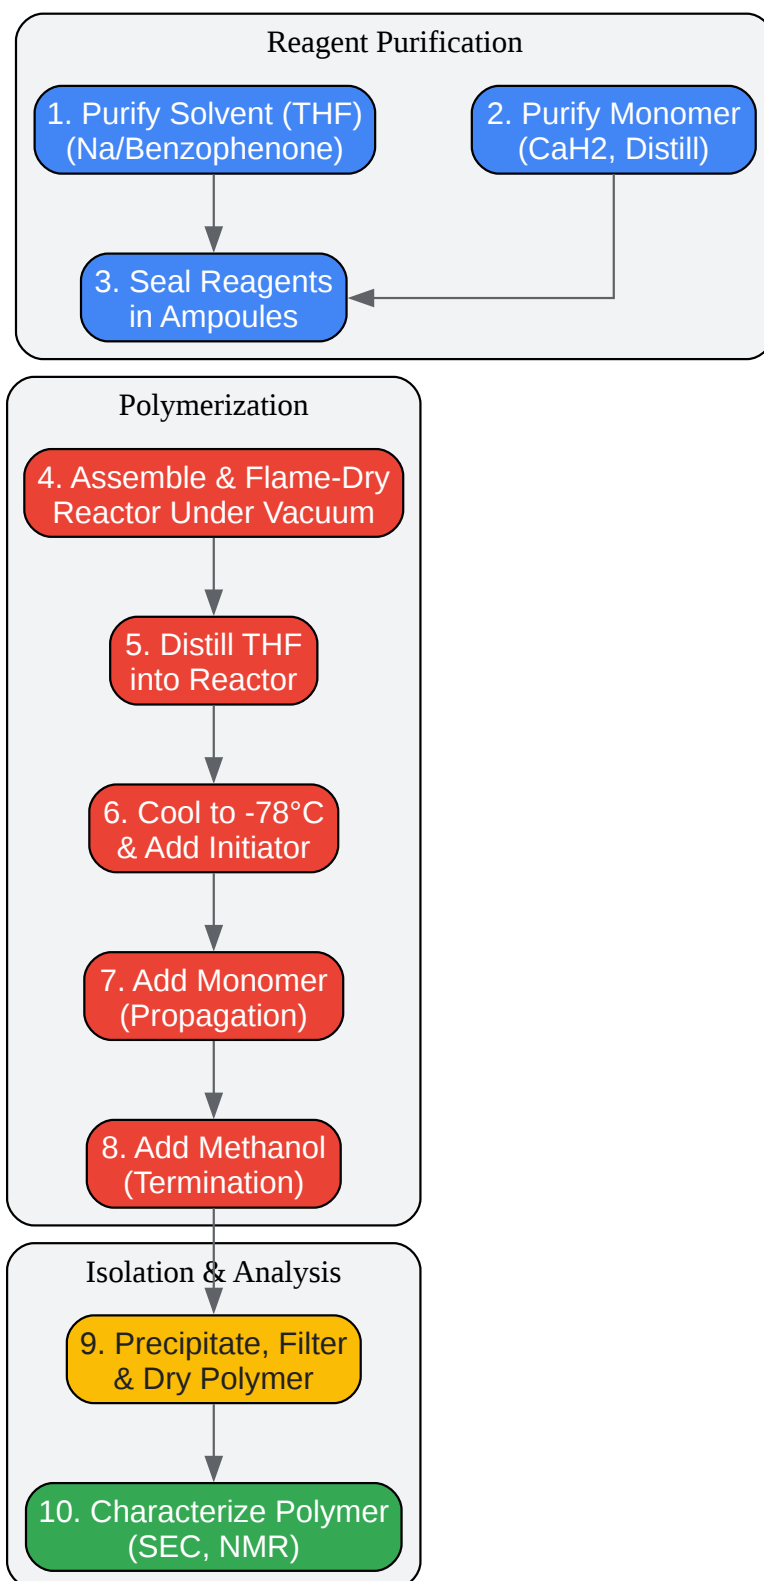 Reagent Purification
1. Purify Solvent (THF)
(Na/Benzophenone)
2. Purify Monomer
(CaH2, Distill)
3. Seal Reagents
in Ampoules
Polymerization
4. Assemble & Flame-Dry
Reactor Under Vacuum
5. Distill THF
into Reactor
6. Cool to -78°C
& Add Initiator
7. Add Monomer
(Propagation)
8. Add Methanol
(Termination)
Isolation & Analysis
9. Precipitate, Filter
& Dry Polymer
10. Characterize Polymer
(SEC, NMR)